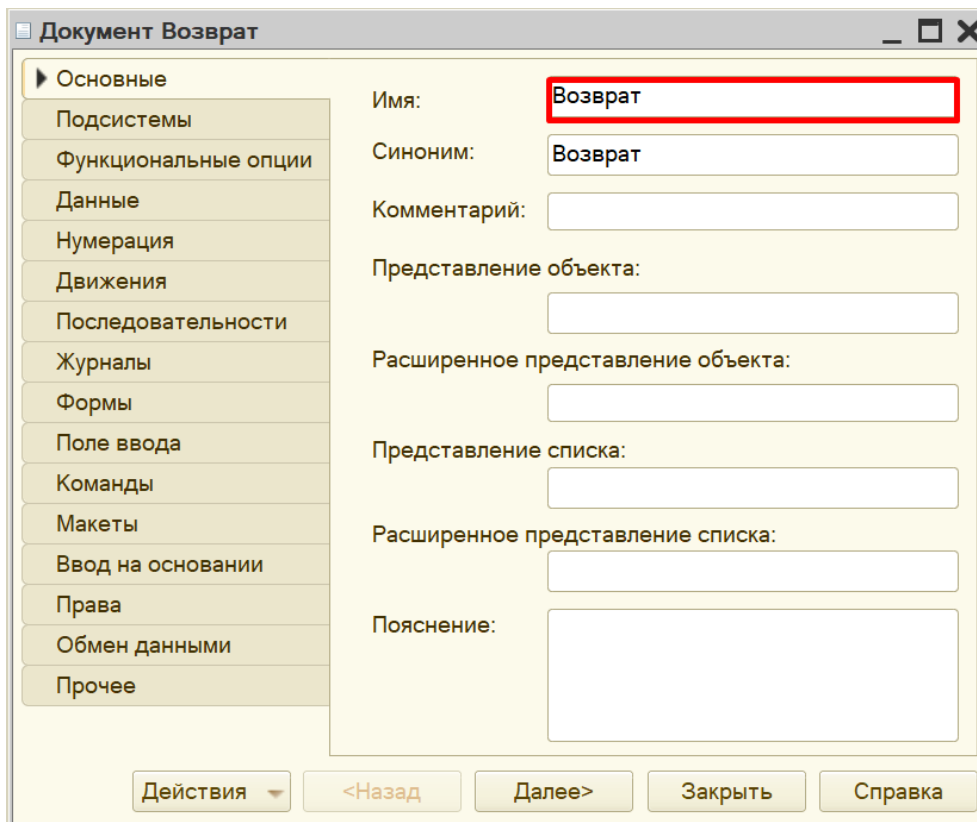 Документ Возврат
Основные
Подсистемы
Функциональные опции
Данные
Нумерация
Движения
Последовательности
Журналы
Формы
Поле ввода
Команды
Макеты
Ввод на основании
Права
Обмен данными
Прочее
Имя: Возврат
Синоним: Возврат
Комментарий:
Представление объекта:
Расширенное представление объекта:
Представление списка:
Расширенное представление списка:
Пояснение:
Действия <Назад Далее> Закрыть Справка